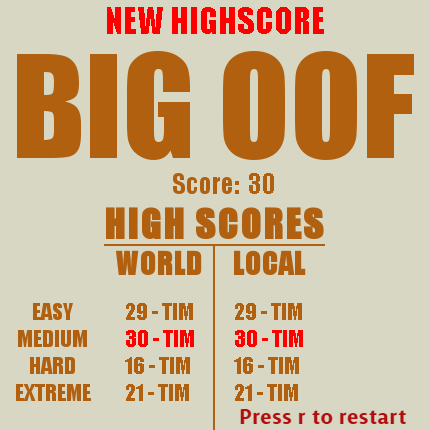 NEW HIGHSCORE
BIG OOF
Score: 30
HIGH SCORES
WORLD LOCAL
EASY 29 - TIM 29 - TIM
MEDIUM 30 - TIM 30 - TIM
HARD 16 - TIM 16 - TIM
EXTREME 21 - TIM 21 - TIM
Press r to restart